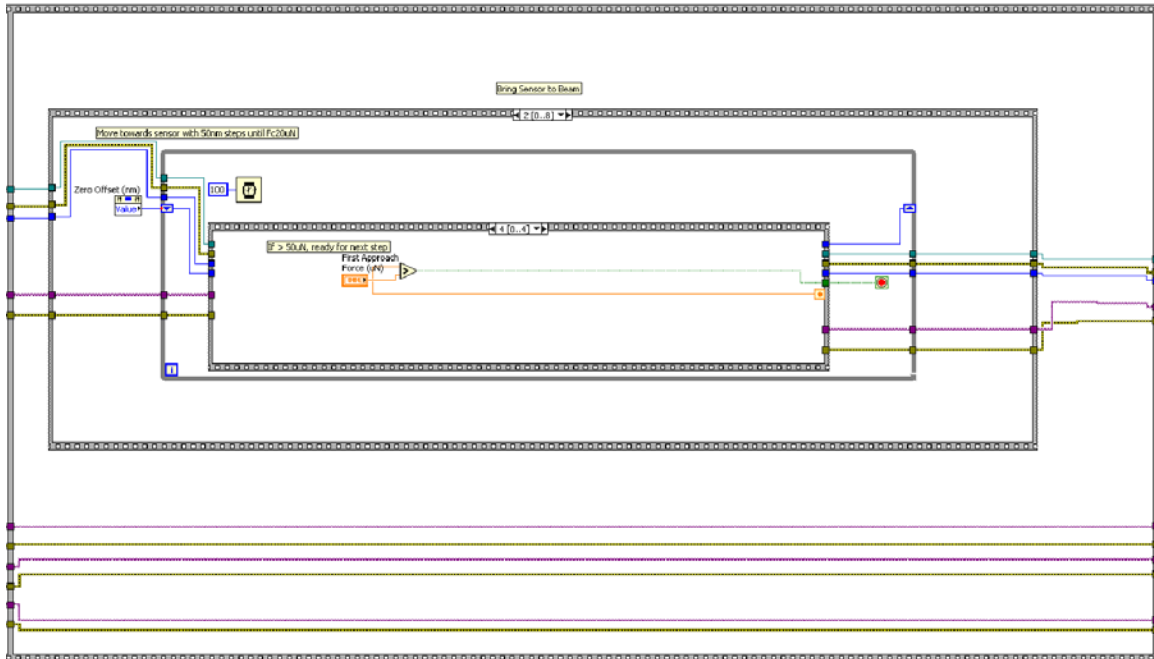 Bring Sensor to Beam
2 [0..8]
Move towards sensor with 50nm steps until Fc20uN
Zero Offset (nm)
Value
100
4 [0..4]
If > 50uN, ready for next step
First Approach
Force (uN)
>
i